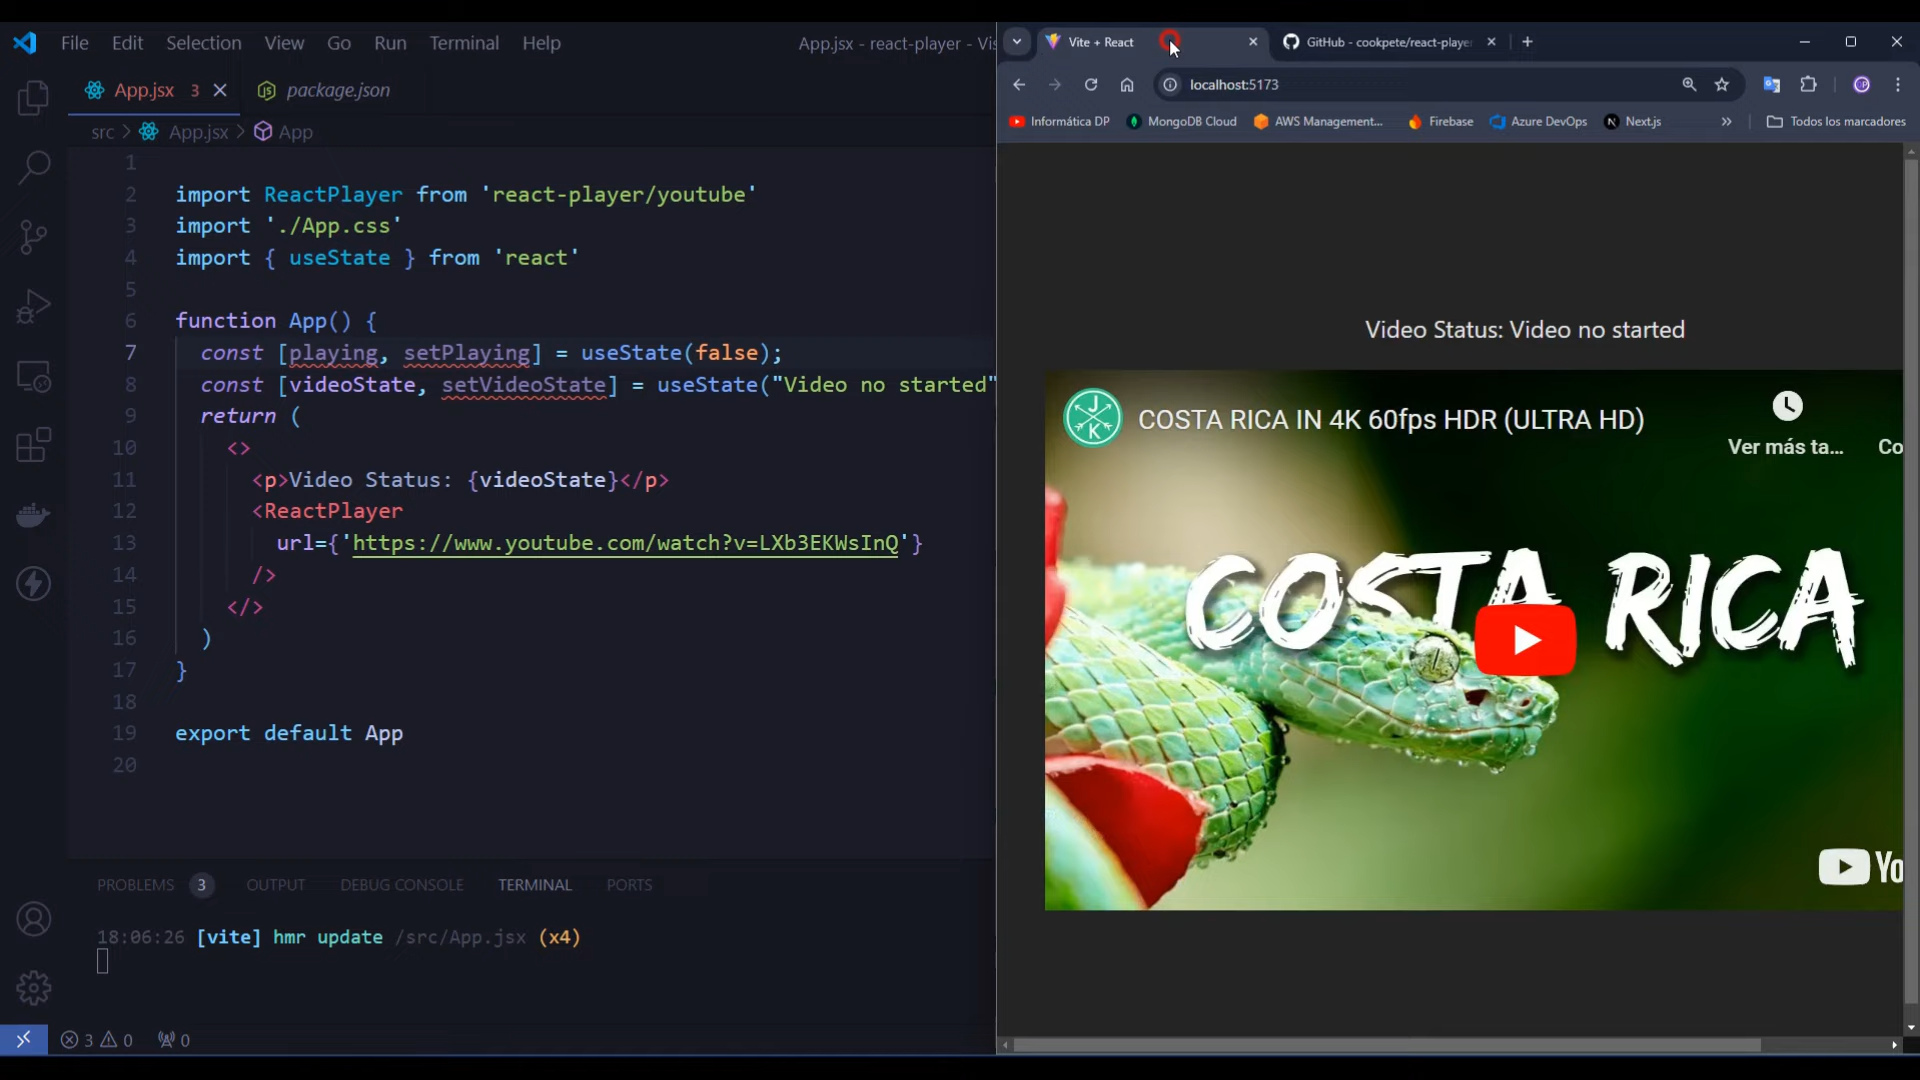 File Edit Selection View Go Run Terminal Help
App.jsx - react-player - Vis
App.jsx 3
package.json
src > App.jsx > App
1
2 import ReactPlayer from 'react-player/youtube'
3 import './App.css'
4 import { useState } from 'react'
5
6 function App() {
7 const [playing, setPlaying] = useState(false);
8 const [videoState, setVideoState] = useState("Video no started"
9 return (
10 <>
11 <p>Video Status: {videoState}</p>
12 <ReactPlayer
13 url={'https://www.youtube.com/watch?v=LXb3EKWsInQ'}
14 />
15 </>
16 )
17 }
18
19 export default App
20
PROBLEMS 3 OUTPUT DEBUG CONSOLE TERMINAL PORTS
18:06:26 [vite] hmr update /src/App.jsx (x4)
3 0 0
Vite + React
GitHub - cookpete/react-player
localhost:5173
Informática DP MongoDB Cloud AWS Management... Firebase Azure DevOps Next.js » Todos los marcadores
Video Status: Video no started
JK
COSTA RICA IN 4K 60fps HDR (ULTRA HD)
Ver más ta...
Co
COSTA RICA
Yo